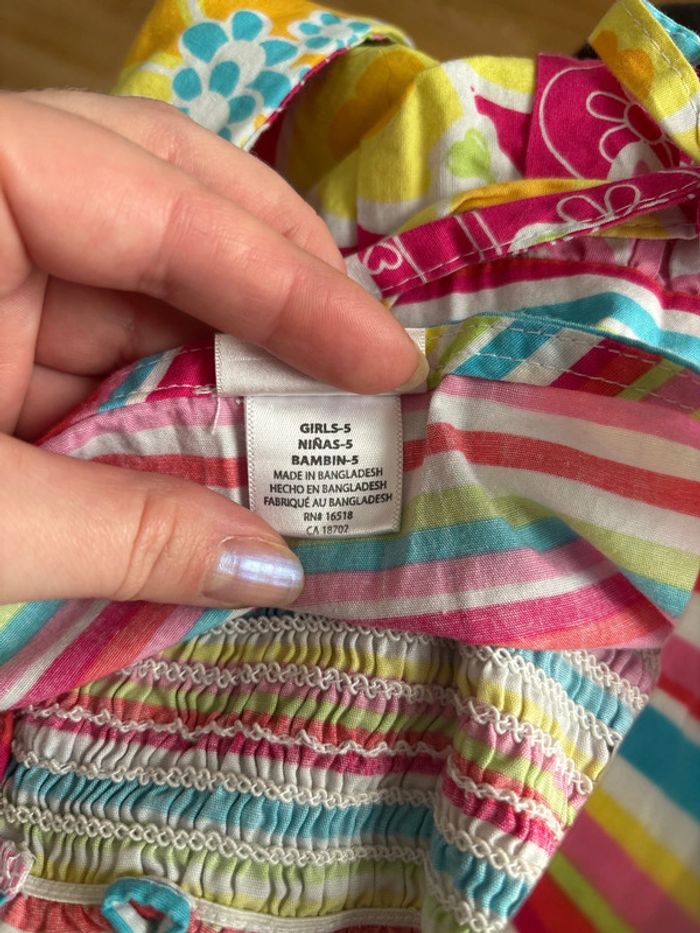 GIRLS-5
NIÑAS-5
BAMBIN-5
MADE IN BANGLADESH
HECHO EN BANGLADESH
FABRIQUÉ AU BANGLADESH
RN# 16518
CA 18702